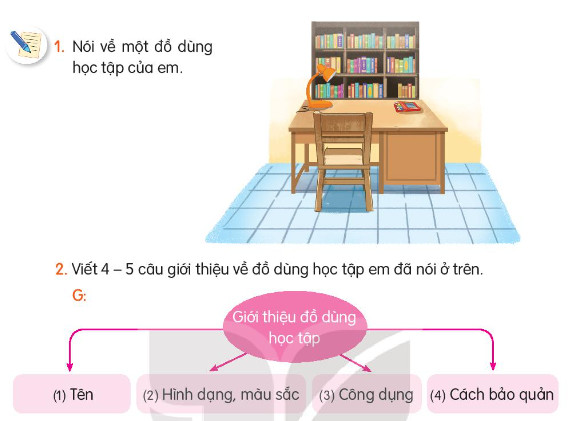 1. Nói về một đồ dùng
học tập của em.
2. Viết 4 – 5 câu giới thiệu về đồ dùng học tập em đã nói ở trên.
G:
Giới thiệu đồ dùng
học tập
(1) Tên
(2) Hình dạng, màu sắc
(3) Công dụng
(4) Cách bảo quản